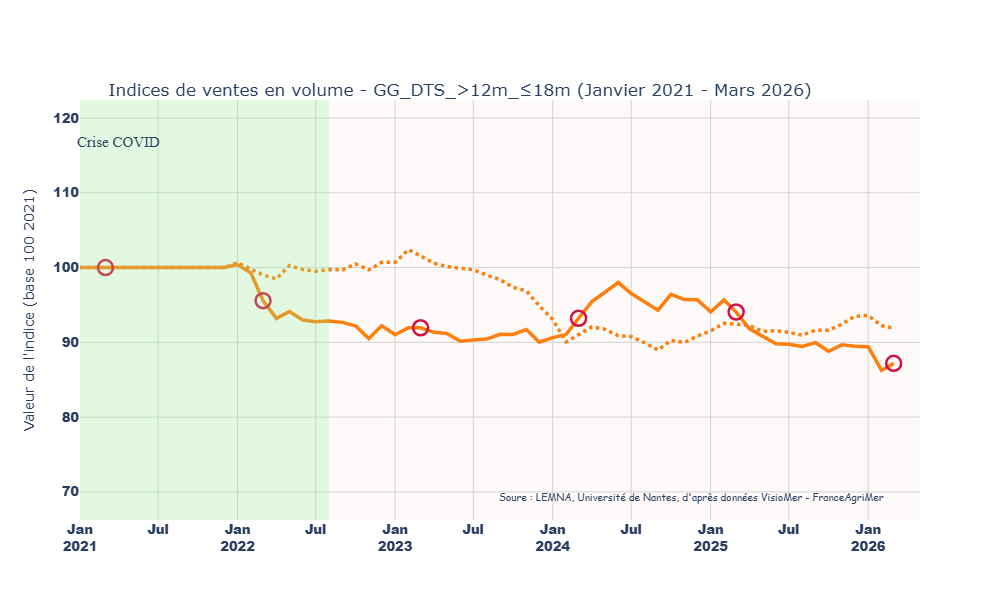 Indices de ventes en volume - GG_DTS_>12m_≤18m (Janvier 2021 - Mars 2026)
120
Crise COVID
110
100
90
80
70
Valeur de l'indice (base 100 2021)
Soure : LEMNA, Université de Nantes, d'après données VisioMer - FranceAgriMer
Jan Jul Jan Jul Jan Jul Jan Jul Jan Jul Jan
2021 2022 2023 2024 2025 2026